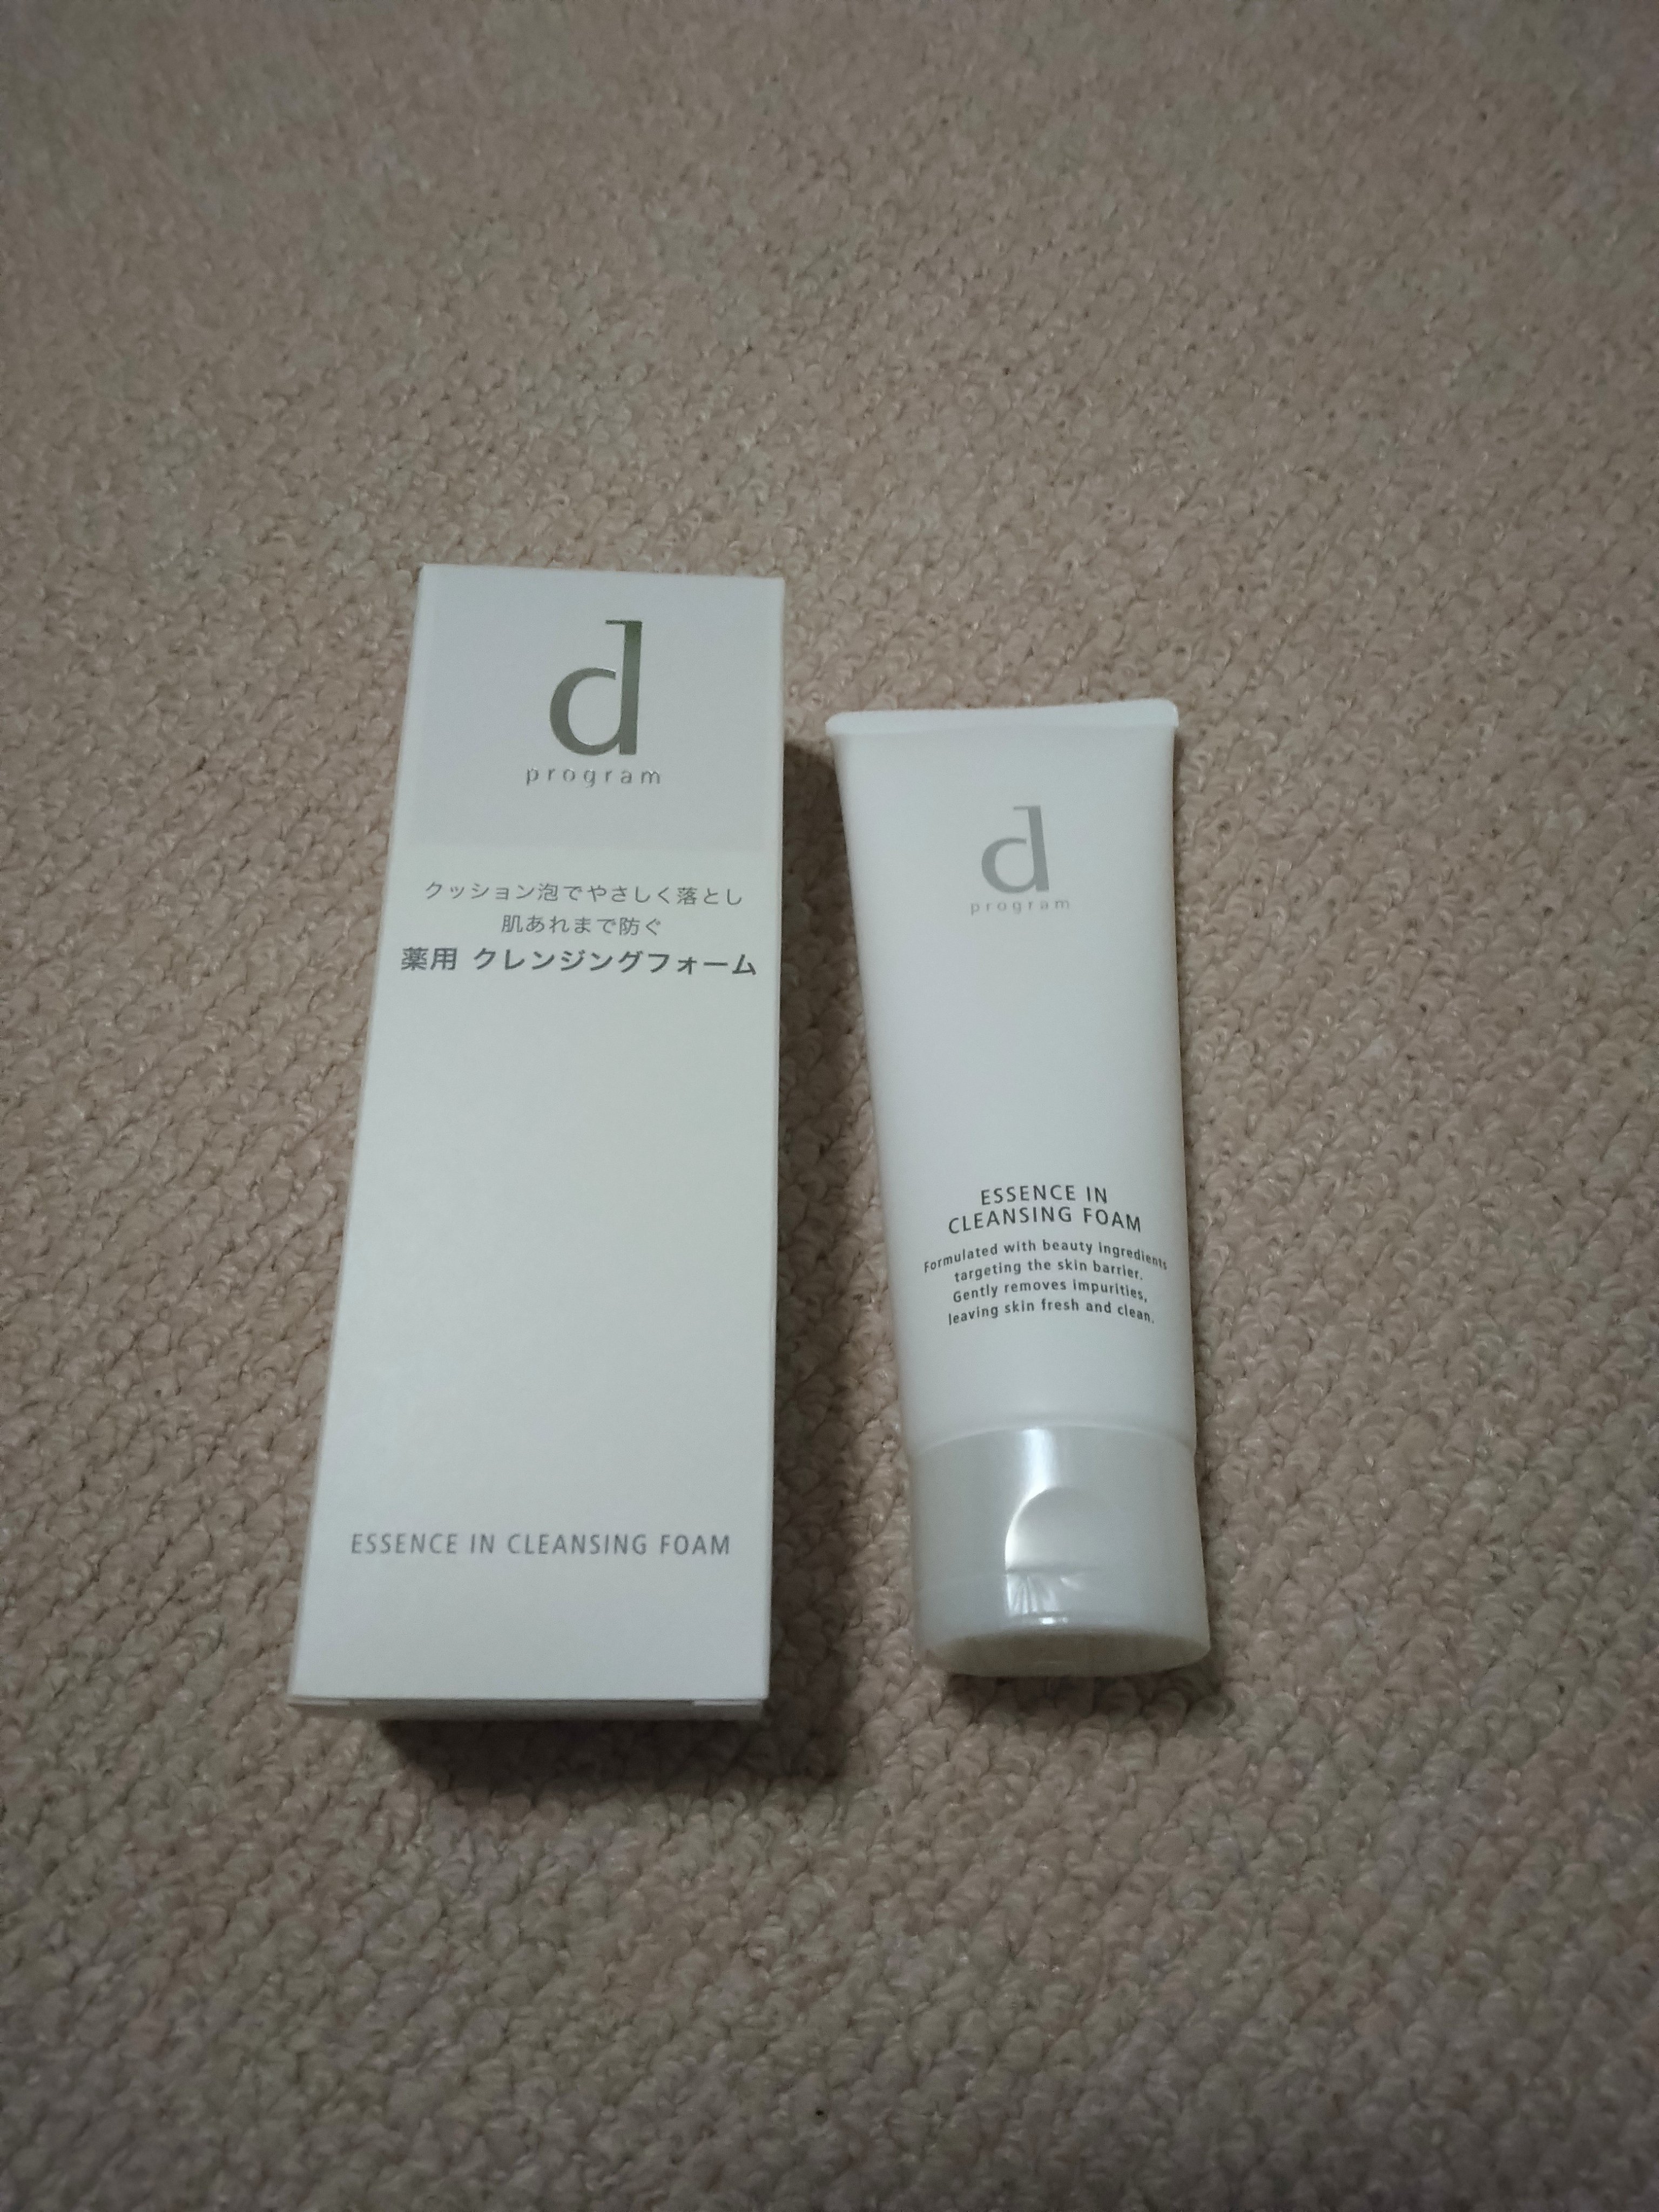 d
program
クッション泡でやさしく落とし
肌あれまで防ぐ
薬用 クレンジングフォーム
ESSENCE IN CLEANSING FOAM
d
program
ESSENCE IN
CLEANSING FOAM
Formulated with beauty ingredients
targeting the skin barrier.
Gently removes impurities,
leaving skin fresh and clean.